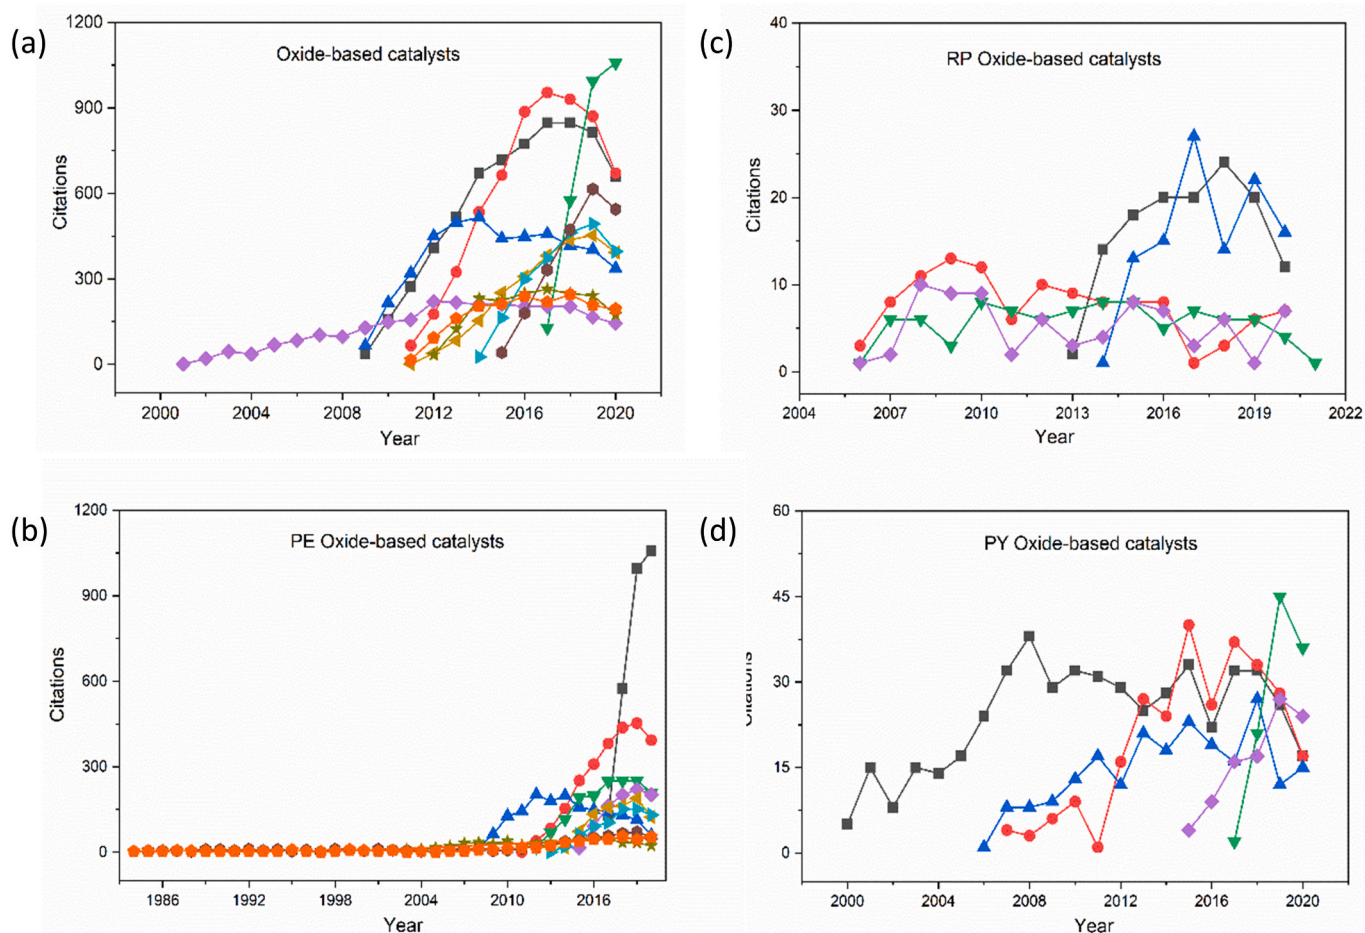 (a)
Oxide-based catalysts
Citations
1200
900
600
300
0
2000 2004 2008 2012 2016 2020
Year
(c)
RP Oxide-based catalysts
Citations
40
30
20
10
0
2004 2007 2010 2013 2016 2019 2022
Year
(b)
PE Oxide-based catalysts
Citations
1200
900
600
300
0
1986 1992 1998 2004 2010 2016
Year
(d)
PY Oxide-based catalysts
Citations
60
45
30
15
0
2000 2004 2008 2012 2016 2020
Year